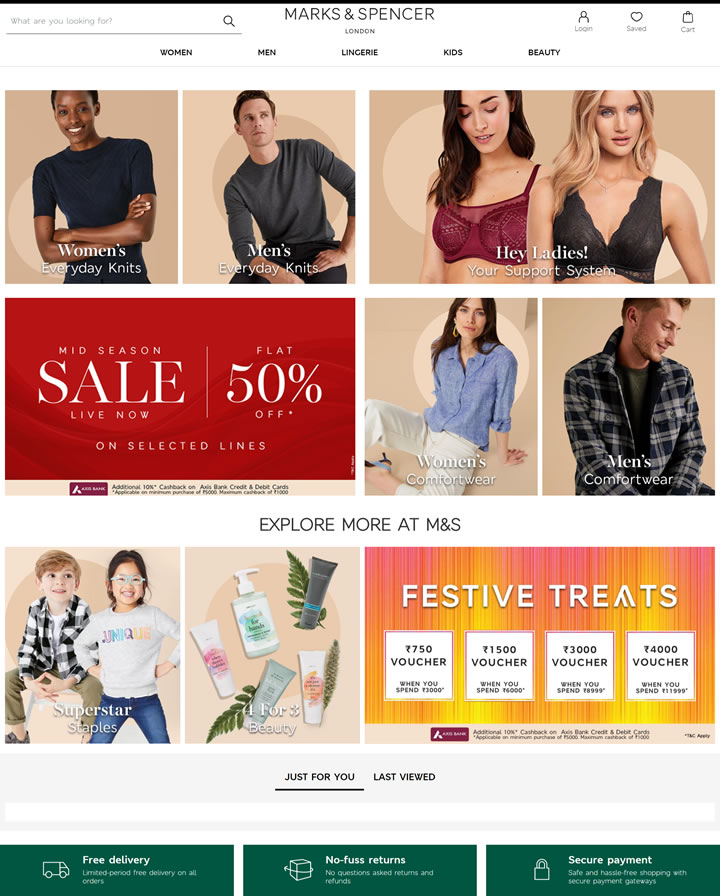 What are you looking for?
MARKS & SPENCER
LONDON
Login
Saved
Cart
WOMEN
MEN
LINGERIE
KIDS
BEAUTY
Women's
Everyday Knits
Men's
Everyday Knits
Hey Ladies!
Your Support System
MID SEASON
SALE
LIVE NOW
FLAT
50%
OFF*
ON SELECTED LINES
*T&C Apply
AXIS BANK
Additional 10%* Cashback on Axis Bank Credit & Debit Cards
*Applicable on minimum purchase of ₹5000. Maximum cashback of ₹1000
Women's
Comfortwear
Men's
Comfortwear
EXPLORE MORE AT M&S
UNIQUE
Superstar
Staples
for
hands
4 For 3
Beauty
FESTIVE TREATS
₹750
VOUCHER
WHEN YOU
SPEND ₹3000*
₹1500
VOUCHER
WHEN YOU
SPEND ₹6000*
₹3000
VOUCHER
WHEN YOU
SPEND ₹8999*
₹4000
VOUCHER
WHEN YOU
SPEND ₹11999*
AXIS BANK
Additional 10%* Cashback on Axis Bank Credit & Debit Cards
*Applicable on minimum purchase of ₹5000. Maximum cashback of ₹1000
*T&C Apply
JUST FOR YOU
LAST VIEWED
Free delivery
Limited-period free delivery on all
orders
No-fuss returns
No questions asked returns and
refunds
Secure payment
Safe and hassle-free shopping with
secure payment gateways